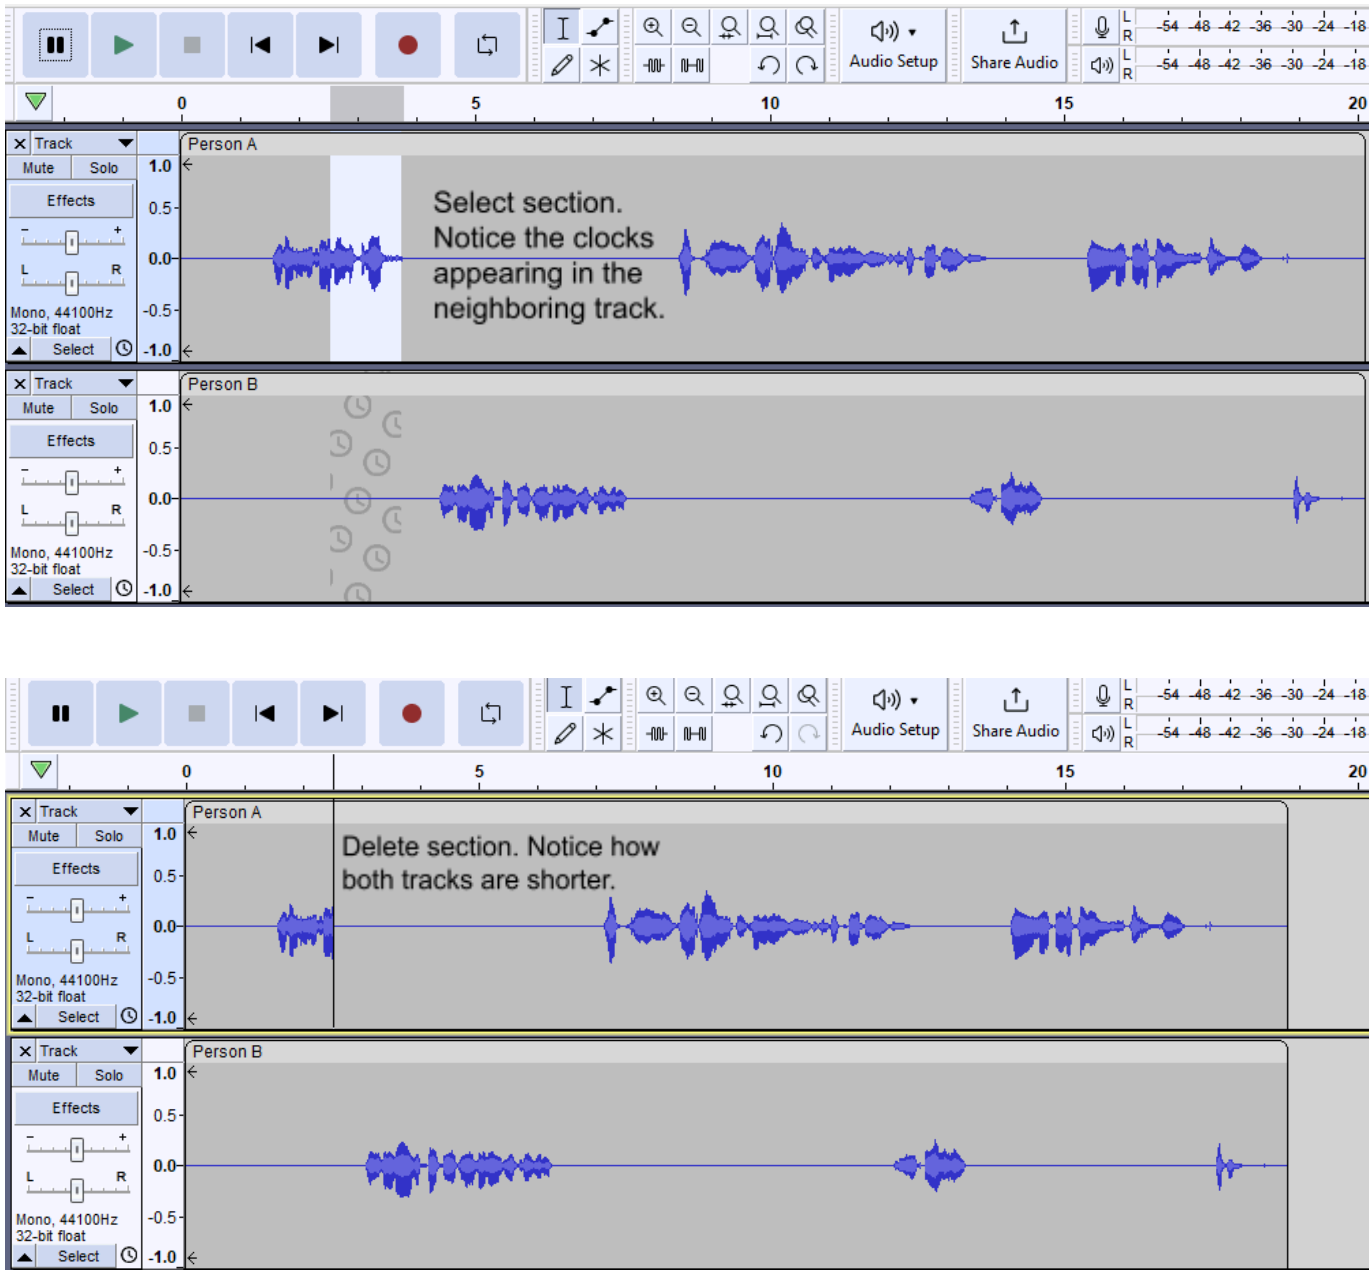 Audio Setup
Share Audio
L
R
-54 -48 -42 -36 -30 -24 -18
L
R
-54 -48 -42 -36 -30 -24 -18
0 5 10 15 20
Track
Person A
Mute Solo
Effects
- +
L R
Mono, 44100Hz
32-bit float
Select
1.0
0.5
0.0
-0.5
-1.0
Select section.
Notice the clocks
appearing in the
neighboring track.
Track
Person B
Mute Solo
Effects
- +
L R
Mono, 44100Hz
32-bit float
Select
1.0
0.5
0.0
-0.5
-1.0
Audio Setup
Share Audio
L
R
-54 -48 -42 -36 -30 -24 -18
L
R
-54 -48 -42 -36 -30 -24 -18
0 5 10 15 20
Track
Person A
Mute Solo
Effects
- +
L R
Mono, 44100Hz
32-bit float
Select
1.0
0.5
0.0
-0.5
-1.0
Delete section. Notice how
both tracks are shorter.
Track
Person B
Mute Solo
Effects
- +
L R
Mono, 44100Hz
32-bit float
Select
1.0
0.5
0.0
-0.5
-1.0